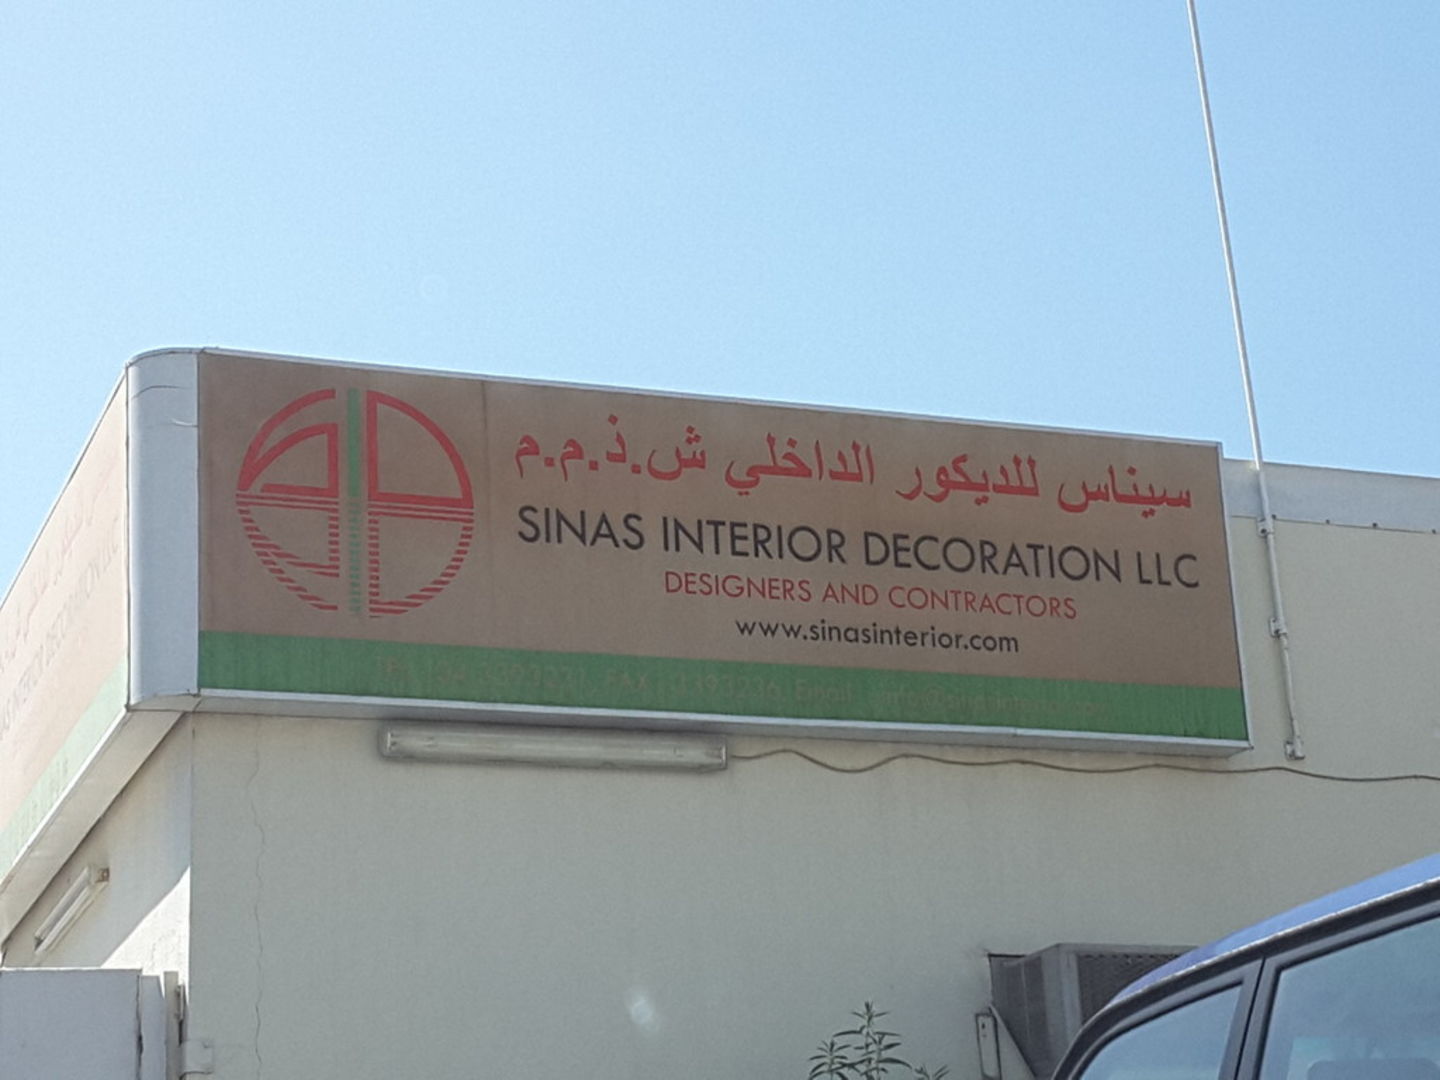 سيناس للديكور الداخلي ش.ذ.م.م
SINAS INTERIOR DECORATION LLC
DESIGNERS AND CONTRACTORS
www.sinasinterior.com